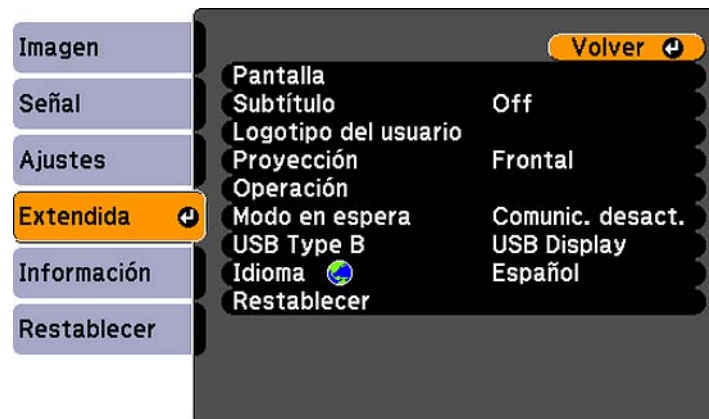 Imagen
Señal
Ajustes
Extendida
Información
Restablecer
Volver
Pantalla
Subtítulo Off
Logotipo del usuario
Proyección Frontal
Operación
Modo en espera Comunic. desact.
USB Type B USB Display
Idioma Español
Restablecer